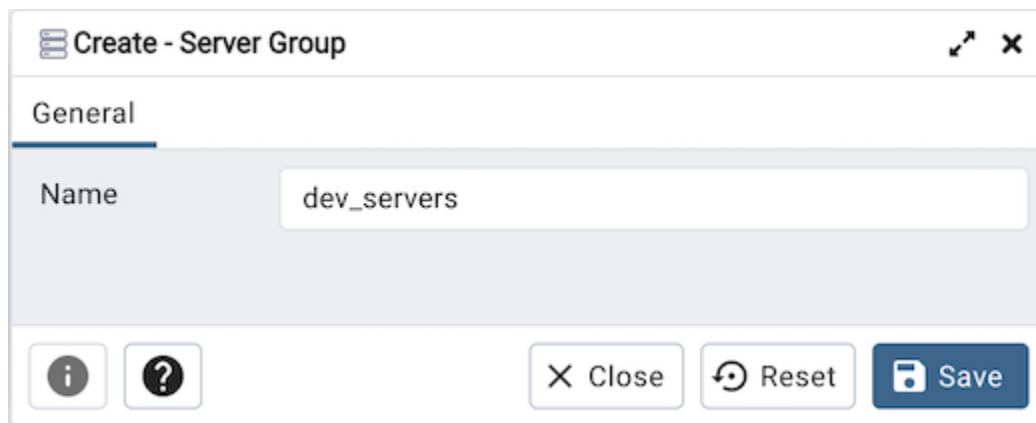 Create - Server Group
General
Name
dev_servers
Close
Reset
Save